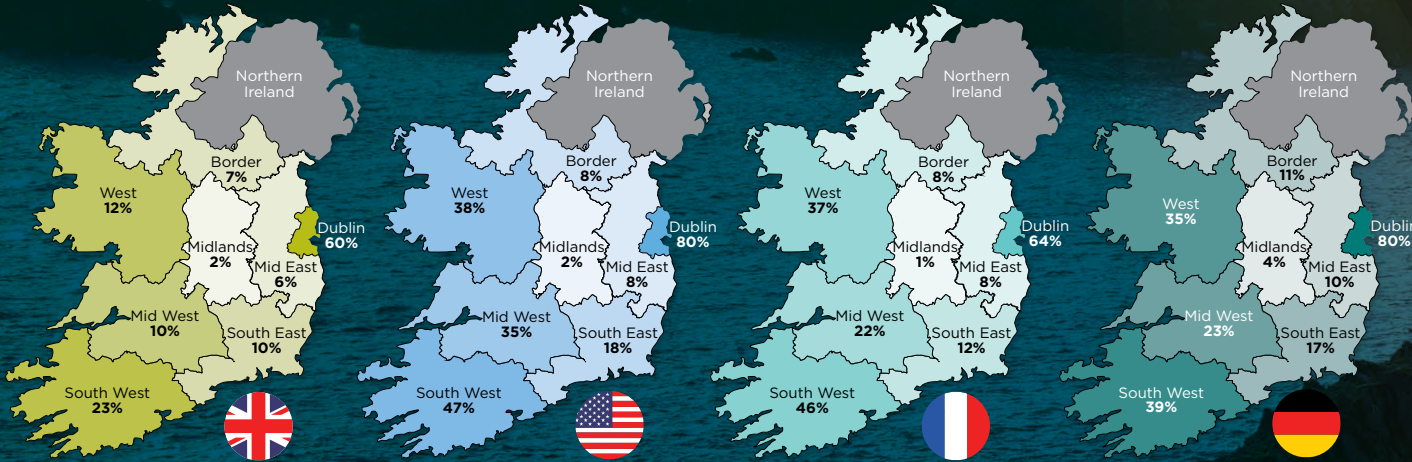 Northern
Ireland
Border
7%
West
12%
Dublin
60%
Midlands
2%
Mid East
6%
Mid West
10%
South East
10%
South West
23%
Northern
Ireland
Border
8%
West
38%
Dublin
80%
Midlands
2%
Mid East
8%
Mid West
35%
South East
18%
South West
47%
Northern
Ireland
Border
8%
West
37%
Dublin
64%
Midlands
1%
Mid East
8%
Mid West
22%
South East
12%
South West
46%
Northern
Ireland
Border
11%
West
35%
Dublin
80%
Midlands
4%
Mid East
10%
Mid West
23%
South East
17%
South West
39%